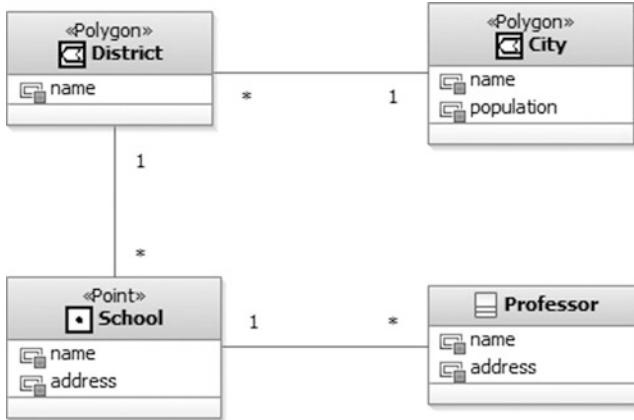 «Polygon»
District
name
«Polygon»
City
name
population
*
1
1
*
«Point»
School
name
address
1
*
Professor
name
address